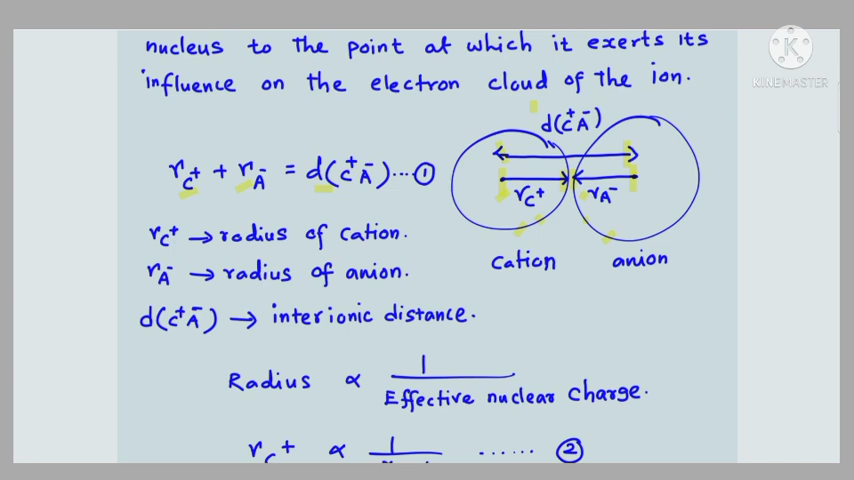 nucleus to the point at which it exerts its
influence on the electron cloud of the ion.
K
KINEMASTER
d(C⁺A⁻)
r_C⁺ + r_A⁻ = d(C⁺A⁻)...①
r_C⁺ r_A⁻
r_C⁺ → radius of cation.
cation anion
r_A⁻ → radius of anion.
d(C⁺A⁻) → interionic distance.
Radius ∝ 1 / Effective nuclear charge.
r_C⁺ ∝ 1 ...... ②